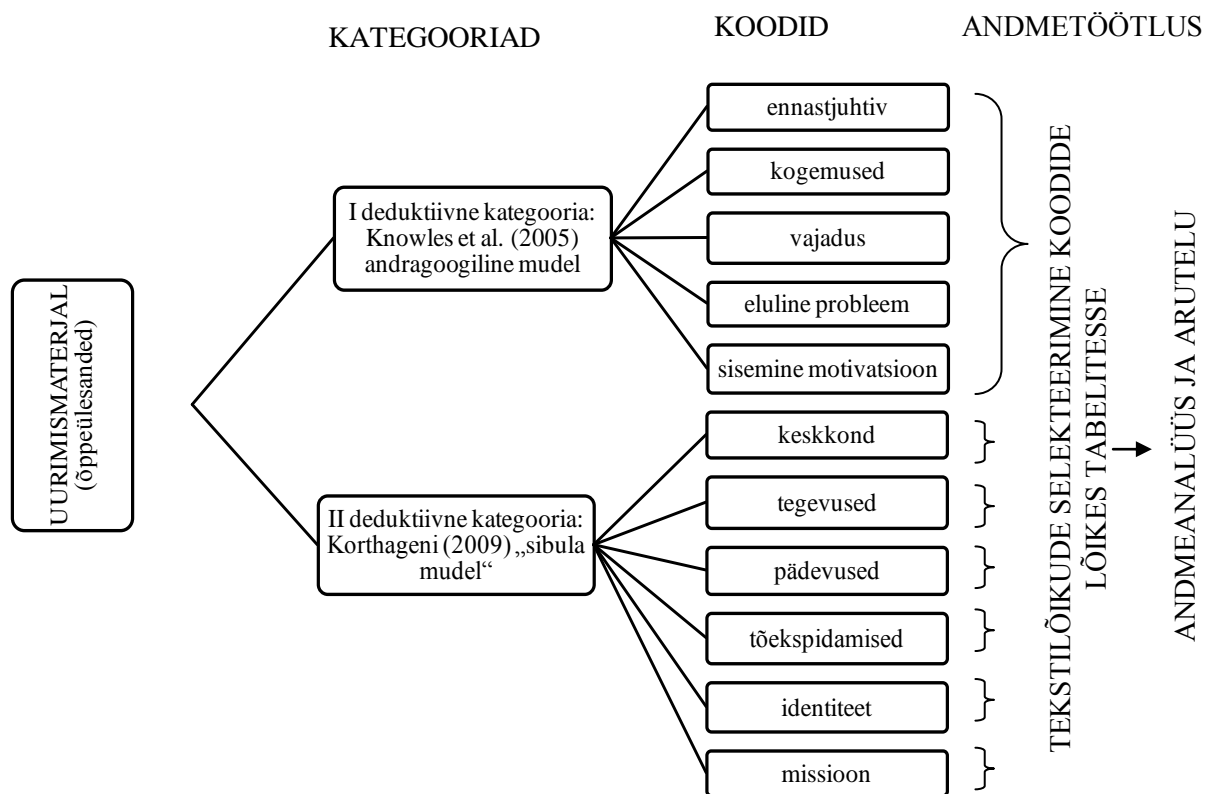 KATEGOORIAD
KOODID
ANDMETÖÖTLUS
UURIMISMATERJAL
(õppeülesanded)
I deduktiivne kategooria:
Knowles et al. (2005)
andragoogiline mudel
II deduktiivne kategooria:
Korthageni (2009) „sibula
mudel“
ennastjuhtiv
kogemused
vajadus
eluline probleem
sisemine motivatsioon
keskkond
tegevused
pädevused
tõekspidamised
identiteet
missioon
TEKSTILÕIKUDE SELEKTEERIMINE KOODIDE
LÕIKES TABELITESSE
ANDMEANALÜÜS JA ARUTELU